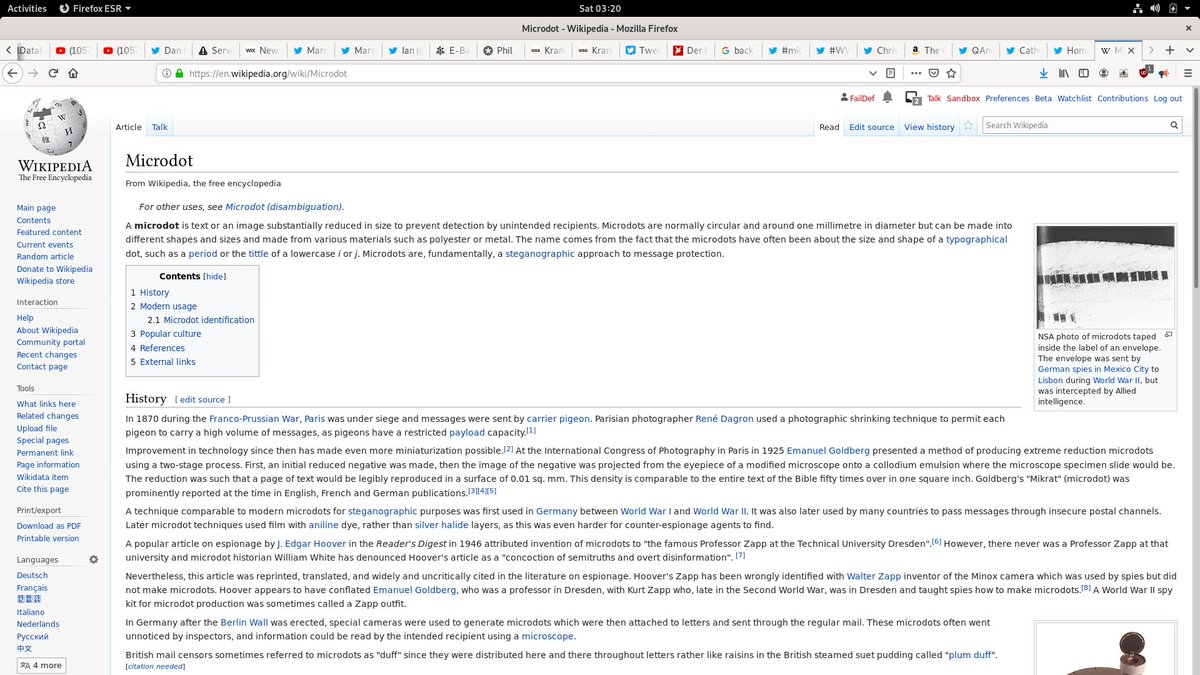 Activities Firefox ESR Sat 03:20
Microdot - Wikipedia - Mozilla Firefox
(Data (105 (105 Dan Serv WIX New Marc Marc Ian ( E-Ba Phil Kran Kran Twe Der F G back #mic #WV Chris The C QAn Cath Hom W M
https://en.wikipedia.org/wiki/Microdot
FailDef 2 Talk Sandbox Preferences Beta Watchlist Contributions Log out
Article Talk Read Edit source View history Search Wikipedia
WIKIPEDIA
The Free Encyclopedia
Main page
Contents
Featured content
Current events
Random article
Donate to Wikipedia
Wikipedia store
Interaction
Help
About Wikipedia
Community portal
Recent changes
Contact page
Tools
What links here
Related changes
Upload file
Special pages
Permanent link
Page information
Wikidata item
Cite this page
Print/export
Download as PDF
Printable version
Languages
Deutsch
Français
Italiano
Nederlands
Русский
中文
4 more
Microdot
From Wikipedia, the free encyclopedia
For other uses, see Microdot (disambiguation).
A microdot is text or an image substantially reduced in size to prevent detection by unintended recipients. Microdots are normally circular and around one millimetre in diameter but can be made into
different shapes and sizes and made from various materials such as polyester or metal. The name comes from the fact that the microdots have often been about the size and shape of a typographical
dot, such as a period or the tittle of a lowercase i or j. Microdots are, fundamentally, a steganographic approach to message protection.
Contents [hide]
1 History
2 Modern usage
2.1 Microdot identification
3 Popular culture
4 References
5 External links
NSA photo of microdots taped
inside the label of an envelope.
The envelope was sent by
German spies in Mexico City to
Lisbon during World War II, but
was intercepted by Allied
intelligence.
History [ edit source ]
In 1870 during the Franco-Prussian War, Paris was under siege and messages were sent by carrier pigeon. Parisian photographer René Dagron used a photographic shrinking technique to permit each
pigeon to carry a high volume of messages, as pigeons have a restricted payload capacity.[1]
Improvement in technology since then has made even more miniaturization possible.[2] At the International Congress of Photography in Paris in 1925 Emanuel Goldberg presented a method of producing extreme reduction microdots
using a two-stage process. First, an initial reduced negative was made, then the image of the negative was projected from the eyepiece of a modified microscope onto a collodium emulsion where the microscope specimen slide would be.
The reduction was such that a page of text would be legibly reproduced in a surface of 0.01 sq. mm. This density is comparable to the entire text of the Bible fifty times over in one square inch. Goldberg's "Mikrat" (microdot) was
prominently reported at the time in English, French and German publications.[3][4][5]
A technique comparable to modern microdots for steganographic purposes was first used in Germany between World War I and World War II. It was also later used by many countries to pass messages through insecure postal channels.
Later microdot techniques used film with aniline dye, rather than silver halide layers, as this was even harder for counter-espionage agents to find.
A popular article on espionage by J. Edgar Hoover in the Reader's Digest in 1946 attributed invention of microdots to "the famous Professor Zapp at the Technical University Dresden".[6] However, there never was a Professor Zapp at that
university and microdot historian William White has denounced Hoover's article as a "concoction of semitruths and overt disinformation". [7]
Nevertheless, this article was reprinted, translated, and widely and uncritically cited in the literature on espionage. Hoover's Zapp has been wrongly identified with Walter Zapp inventor of the Minox camera which was used by spies but did
not make microdots. Hoover appears to have conflated Emanuel Goldberg, who was a professor in Dresden, with Kurt Zapp who, late in the Second World War, was in Dresden and taught spies how to make microdots.[8] A World War II spy
kit for microdot production was sometimes called a Zapp outfit.
In Germany after the Berlin Wall was erected, special cameras were used to generate microdots which were then attached to letters and sent through the regular mail. These microdots often went
unnoticed by inspectors, and information could be read by the intended recipient using a microscope.
British mail censors sometimes referred to microdots as "duff" since they were distributed here and there throughout letters rather like raisins in the British steamed suet pudding called "plum duff".
[citation needed]